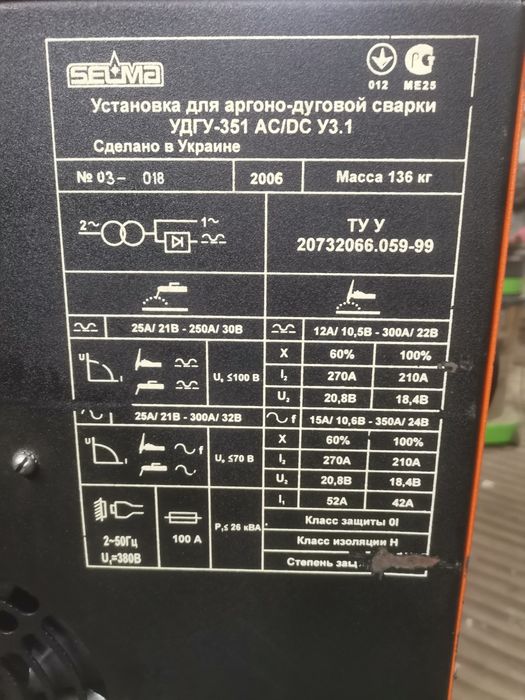 SELMA
012 МЕ25
Установка для аргоно-дуговой сварки
УДГУ-351 AC/DC У3.1
Сделано в Украине
№ 03- 018 2006 Масса 136 кг
2~ 1~
ТУ У
20732066.059-99
25А/ 21В - 250А/ 30В 12А/ 10,5В - 300А/ 22В
U I U₀ ≤100 В X 60% 100%
I₂ 270А 210А
U₂ 20,8В 18,4В
25А/ 21В - 300А/ 32В f 15А/ 10,6В - 350А/ 24В
U I f U₀ ≤70 В X 60% 100%
I₂ 270А 210А
U₂ 20,8В 18,4В
I₁ 52А 42А
2~50Гц
U₁=380В
100 А
P₁≤ 26 кВА
Класс защиты 0I
Класс изоляции Н
Степень